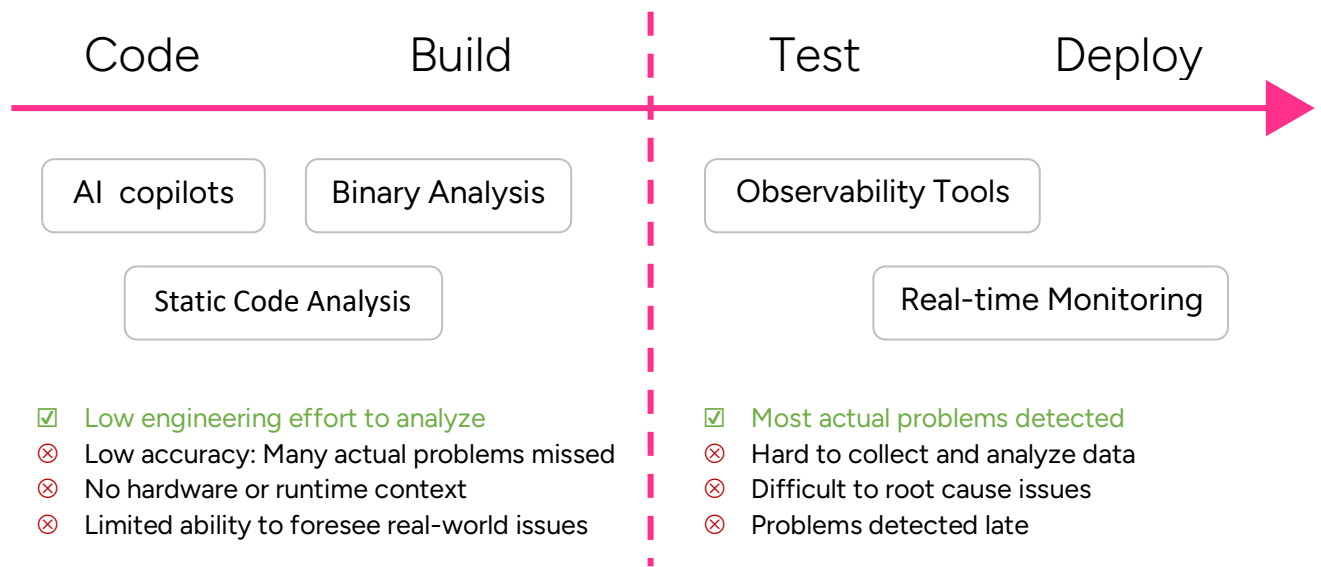 Code
Build
Test
Deploy
AI  copilots
Binary Analysis
Observability Tools
Static Code Analysis
Real-time Monitoring
Low engineering effort to analyze
Low accuracy: Many actual problems missed
No hardware or runtime context
Limited ability to foresee real-world issues
Most actual problems detected
Hard to collect and analyze data
Difficult to root cause issues
Problems detected late